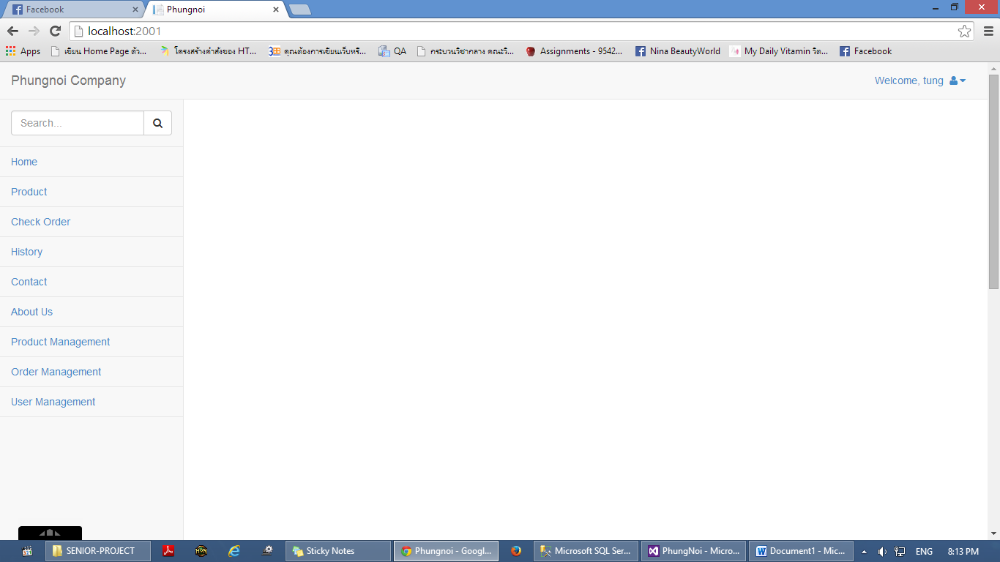 Facebook
Phungnoi
localhost:2001
Apps
เขียน Home Page ด้ว...
โครงสร้างคำสั่งของ HT...
คุณต้องการเขียนเว็บหรื...
QA
กระบวนวิชากลาง คณะวิ...
Assignments - 9542...
Nina BeautyWorld
My Daily Vitamin วิต...
Facebook
Phungnoi Company
Welcome, tung
Search...
Home
Product
Check Order
History
Contact
About Us
Product Management
Order Management
User Management
SENIOR-PROJECT
HON
Sticky Notes
Phungnoi - Googl...
Microsoft SQL Ser...
PhungNoi - Micro...
Document1 - Mic...
ENG
8:13 PM